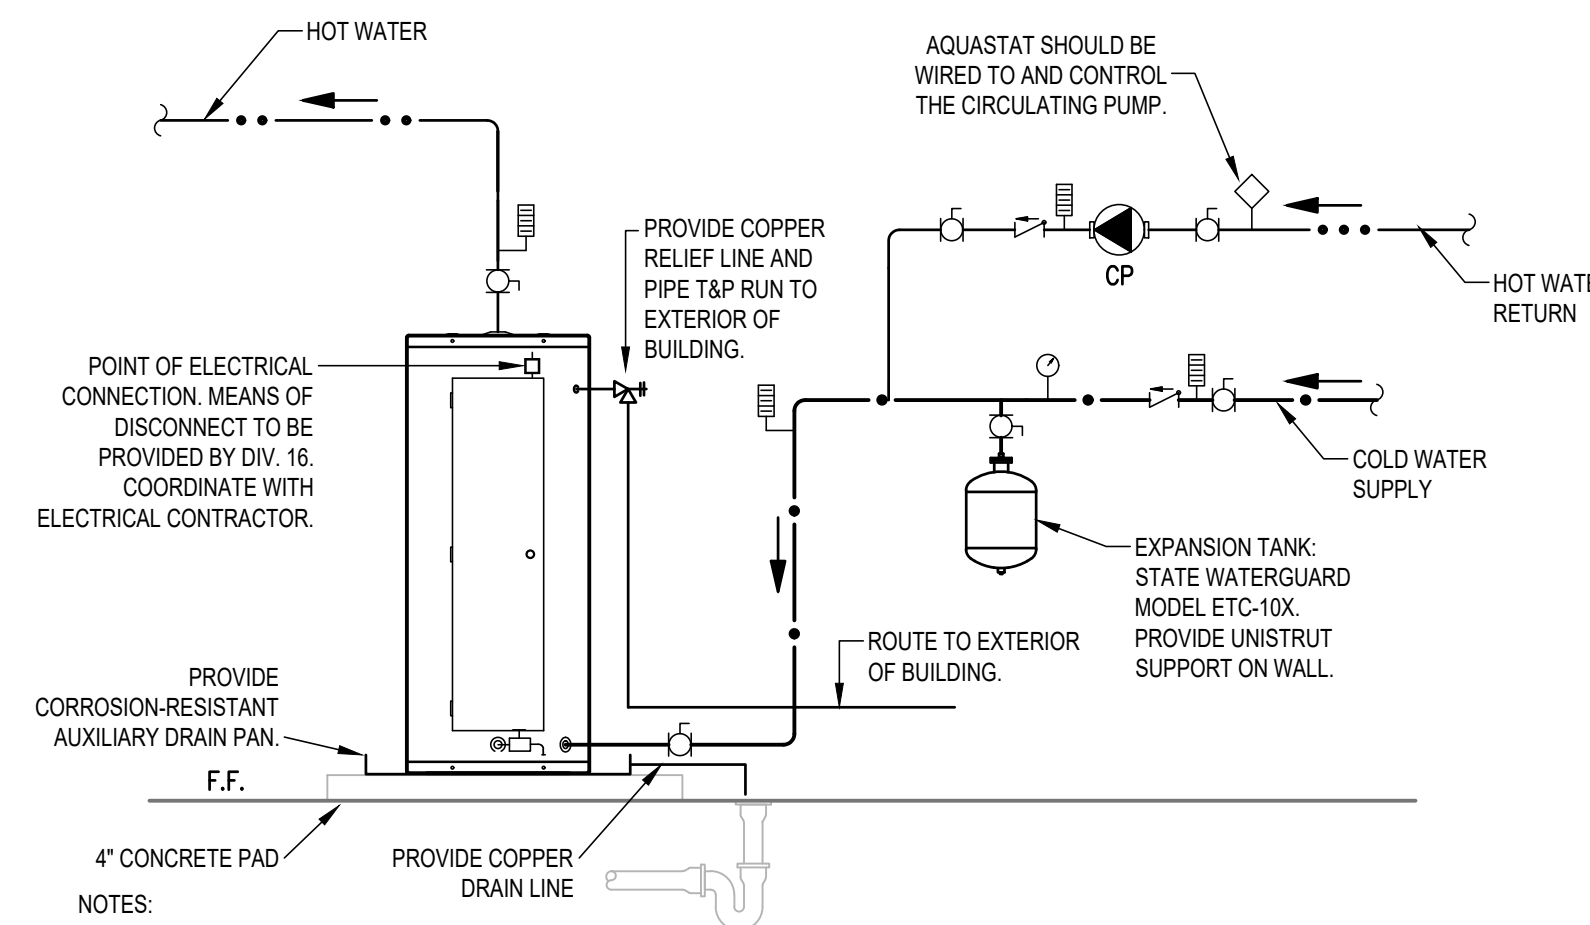 HOT WATER
AQUASTAT SHOULD BE
WIRED TO AND CONTROL
THE CIRCULATING PUMP.
PROVIDE COPPER
RELIEF LINE AND
PIPE T&P RUN TO
EXTERIOR OF
BUILDING.
CP
HOT WATE
RETURN
POINT OF ELECTRICAL
CONNECTION. MEANS OF
DISCONNECT TO BE
PROVIDED BY DIV. 16.
COORDINATE WITH
ELECTRICAL CONTRACTOR.
COLD WATER
SUPPLY
EXPANSION TANK:
STATE WATERGUARD
MODEL ETC-10X.
PROVIDE UNISTRUT
SUPPORT ON WALL.
ROUTE TO EXTERIOR
OF BUILDING.
PROVIDE
CORROSION-RESISTANT
AUXILIARY DRAIN PAN.
F.F.
4" CONCRETE PAD
PROVIDE COPPER
DRAIN LINE
NOTES: